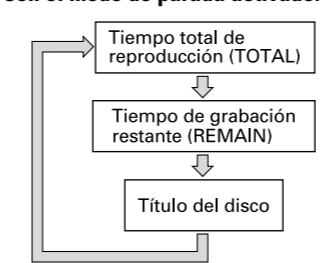 con el modo de parada activado:
Tiempo total de
reproducción (TOTAL)
Tiempo de grabación
restante (REMAIN)
Título del disco